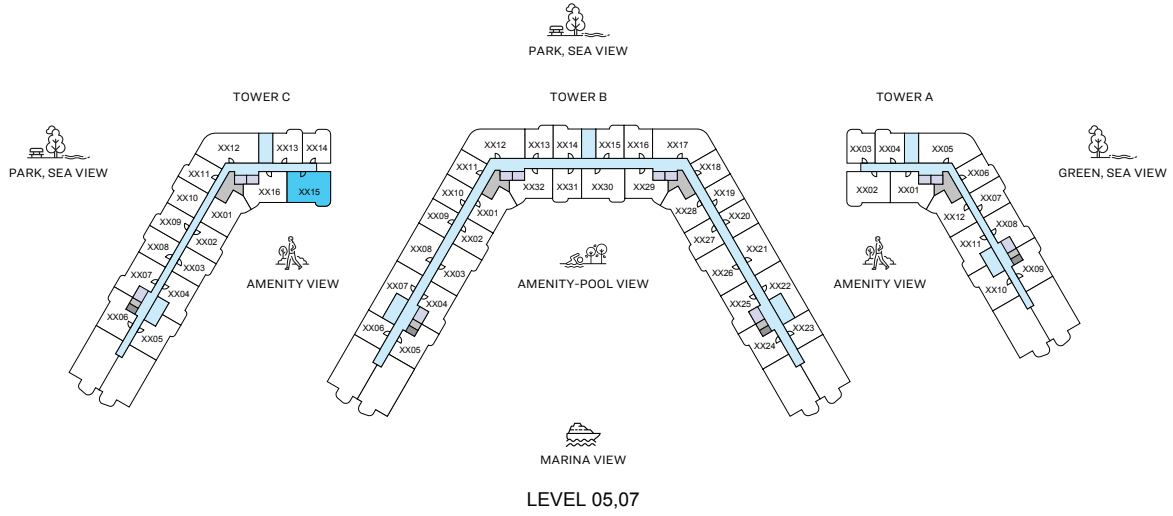 PARK, SEA VIEW
TOWER C
TOWER B
TOWER A
PARK, SEA VIEW
GREEN, SEA VIEW
XX12
XX13
XX14
XX11
XX16
XX15
XX10
XX01
XX09
XX02
XX08
XX03
XX07
XX04
XX06
XX05
XX12
XX13
XX14
XX15
XX16
XX17
XX11
XX18
XX32
XX31
XX30
XX29
XX10
XX19
XX01
XX28
XX09
XX20
XX02
XX27
XX08
XX21
XX03
XX26
XX07
XX22
XX04
XX25
XX06
XX23
XX05
XX24
XX03
XX04
XX05
XX06
XX02
XX01
XX07
XX12
XX08
XX11
XX09
XX10
AMENITY VIEW
AMENITY-POOL VIEW
AMENITY VIEW
MARINA VIEW
LEVEL 05,07